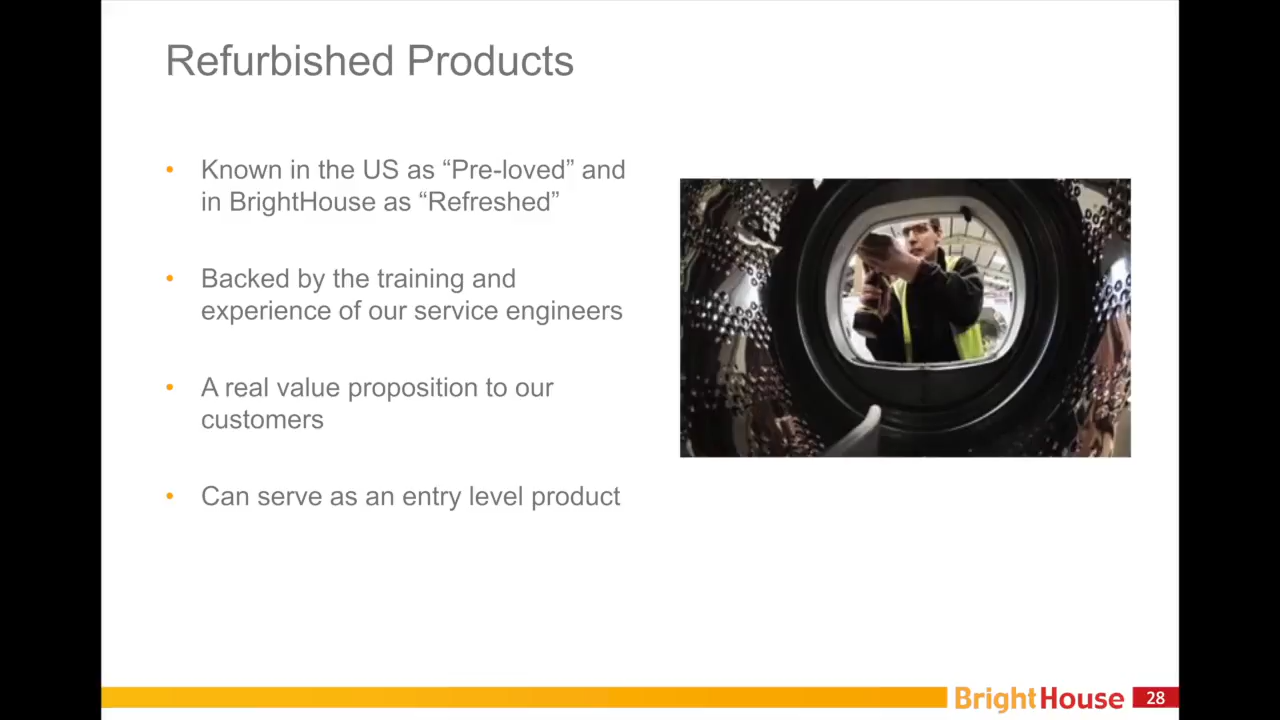 Refurbished Products
• Known in the US as “Pre-loved” and
in BrightHouse as “Refreshed”
• Backed by the training and
experience of our service engineers
• A real value proposition to our
customers
• Can serve as an entry level product
BrightHouse 28